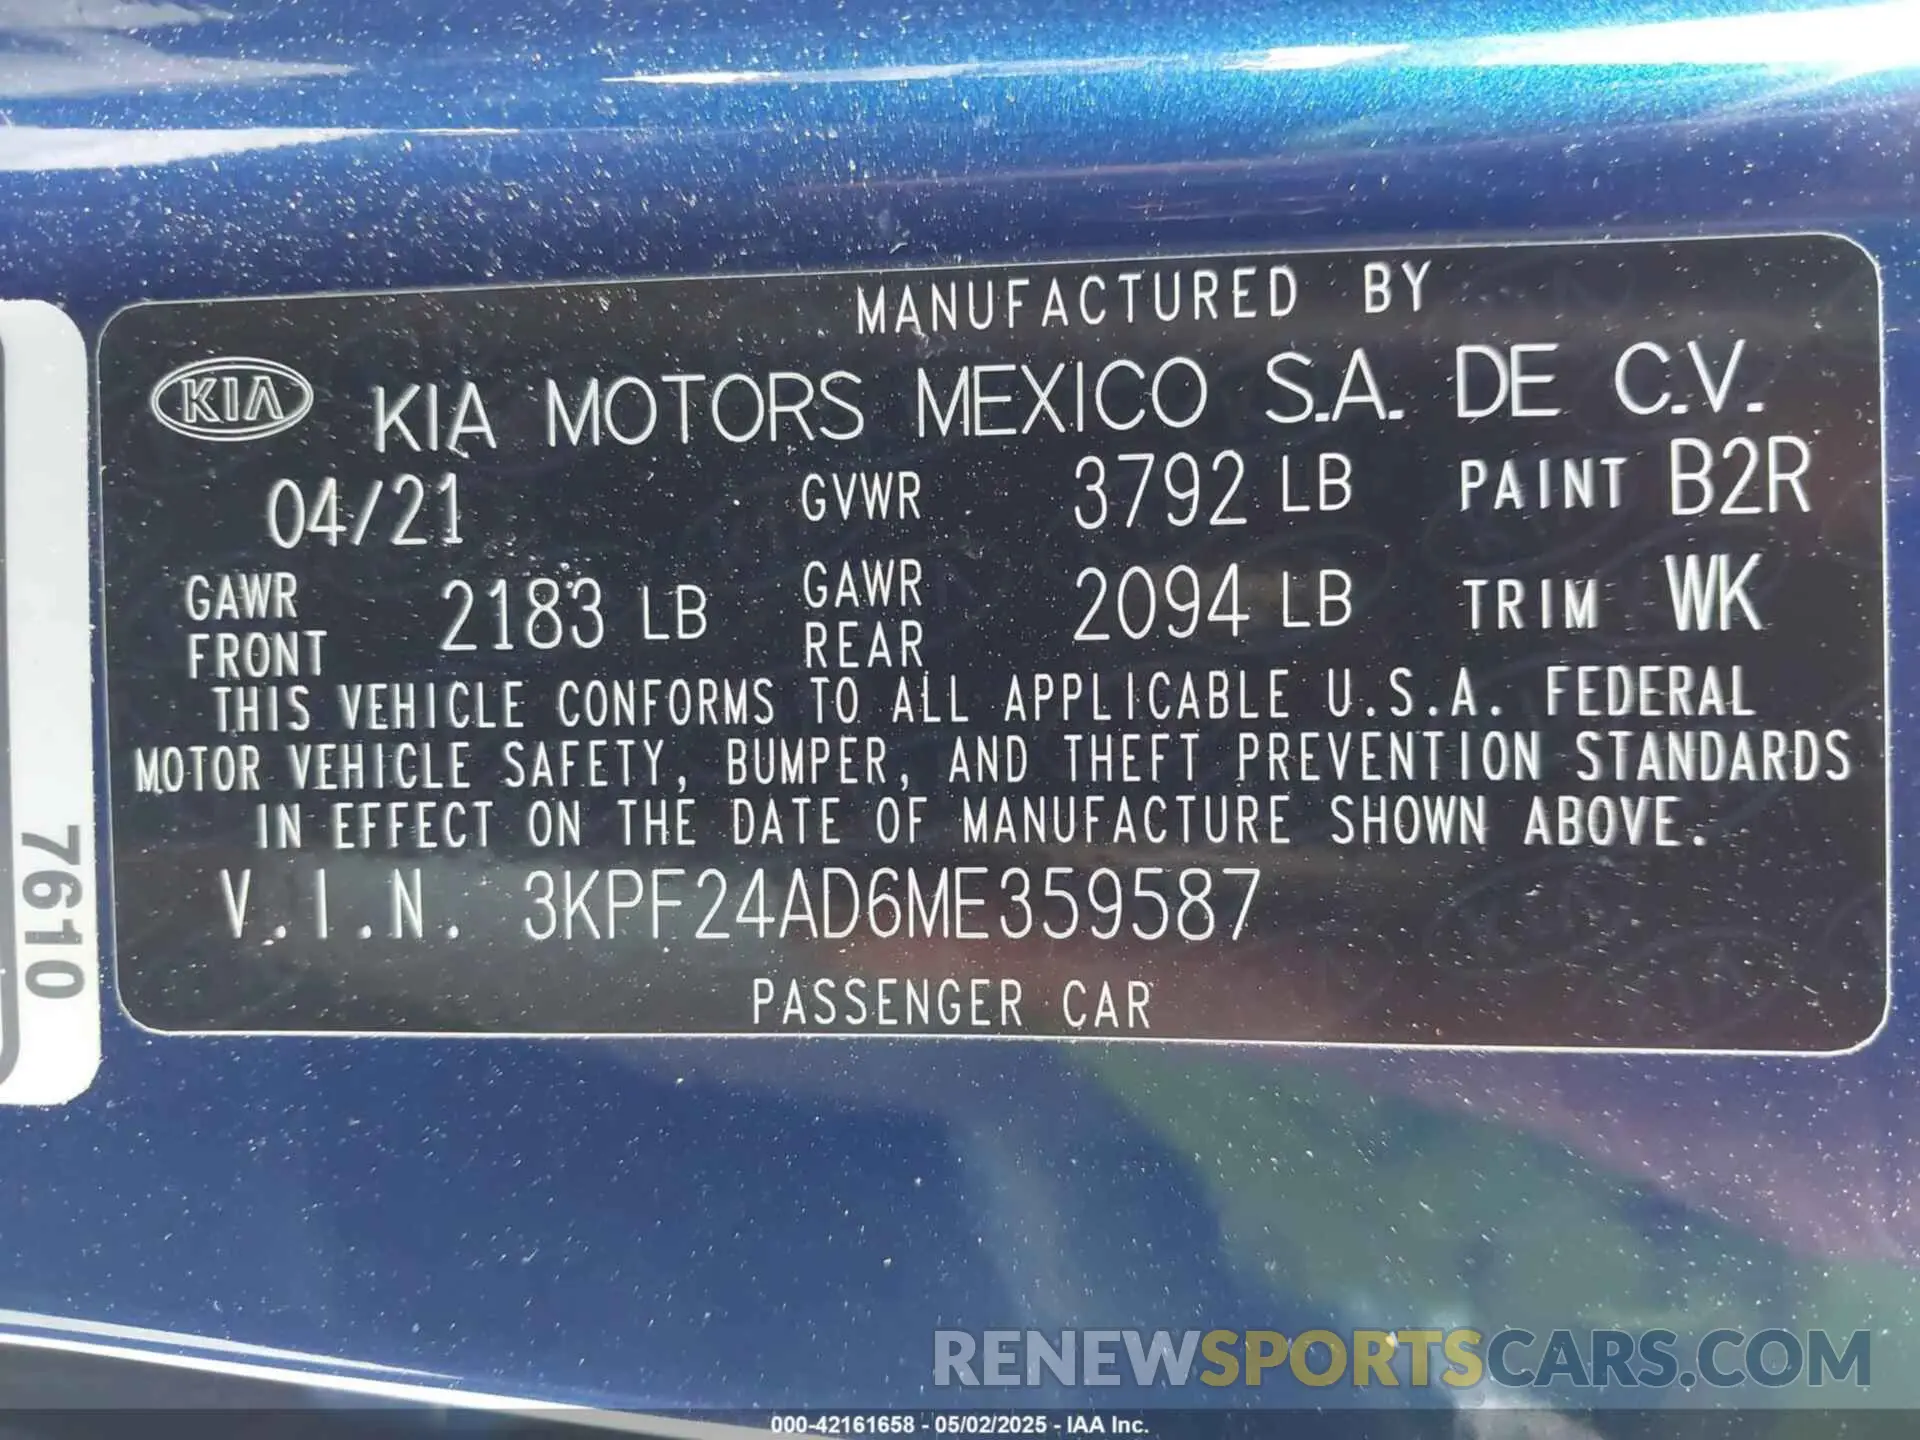 MANUFACTURED BY
KIA KIA MOTORS MEXICO S.A. DE C.V.
04/21 GVWR 3792 LB PAINT B2R
GAWR FRONT 2183 LB GAWR REAR 2094 LB TRIM WK
THIS VEHICLE CONFORMS TO ALL APPLICABLE U.S.A. FEDERAL
MOTOR VEHICLE SAFETY, BUMPER, AND THEFT PREVENTION STANDARDS
IN EFFECT ON THE DATE OF MANUFACTURE SHOWN ABOVE.
V.I.N. 3KPF24AD6ME359587
PASSENGER CAR
7610
RENEWSPORTSCARS.COM
000-42161658 - 05/02/2025 - IAA Inc.